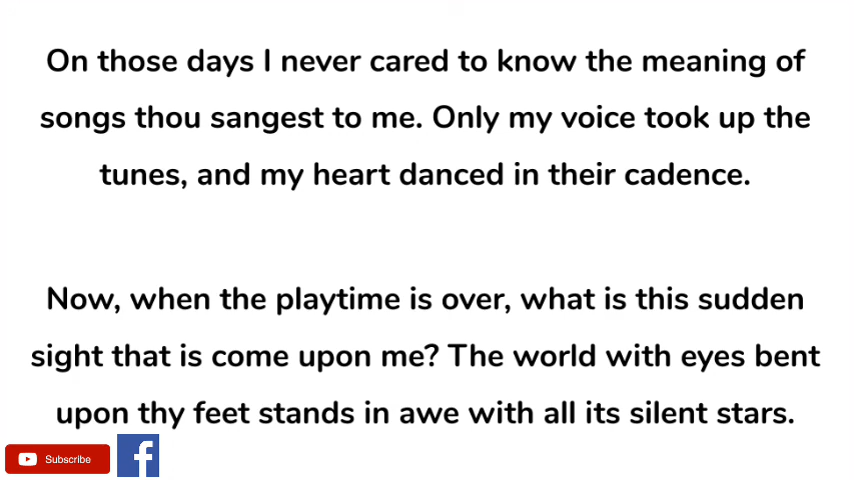 On those days I never cared to know the meaning of
songs thou sangest to me. Only my voice took up the
tunes, and my heart danced in their cadence.
Now, when the playtime is over, what is this sudden
sight that is come upon me? The world with eyes bent
upon thy feet stands in awe with all its silent stars.
Subscribe
f